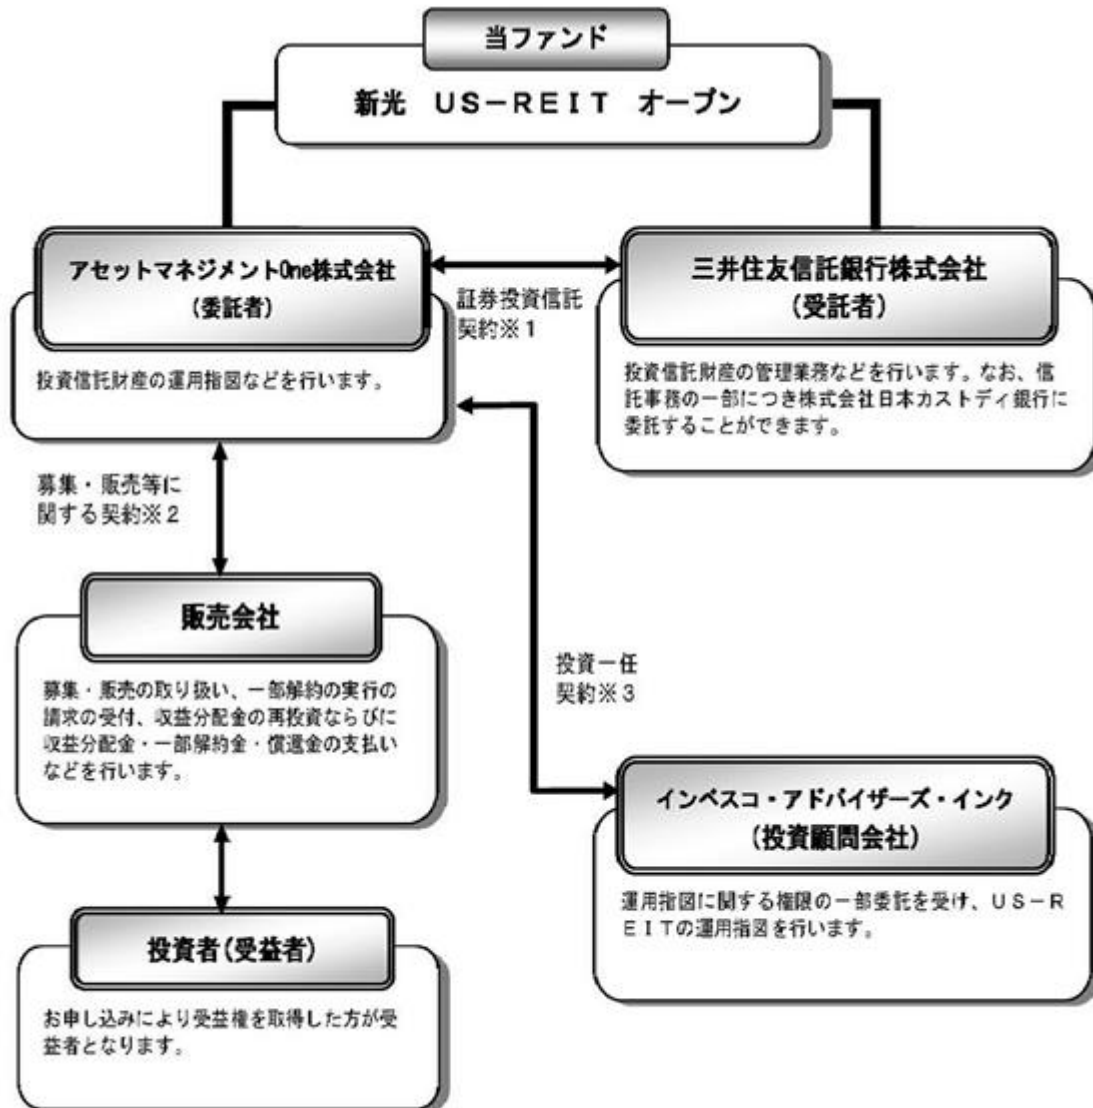 当ファンド
新光 US-REIT オープン
アセットマネジメントOne株式会社
(委託者)
投資信託財産の運用指図などを行います。
証券投資信託
契約※1
三井住友信託銀行株式会社
(受託者)
投資信託財産の管理業務などを行います。なお、信
託事務の一部につき株式会社日本カストディ銀行に
委託することができます。
募集・販売等に
関する契約※2
販売会社
募集・販売の取り扱い、一部解約の実行の
請求の受付、収益分配金の再投資ならびに
収益分配金・一部解約金・償還金の支払い
などを行います。
投資一任
契約※3
インベスコ・アドバイザーズ・インク
(投資顧問会社)
運用指図に関する権限の一部委託を受け、US-R
EITの運用指図を行います。
投資者(受益者)
お申し込みにより受益権を取得した方が受
益者となります。